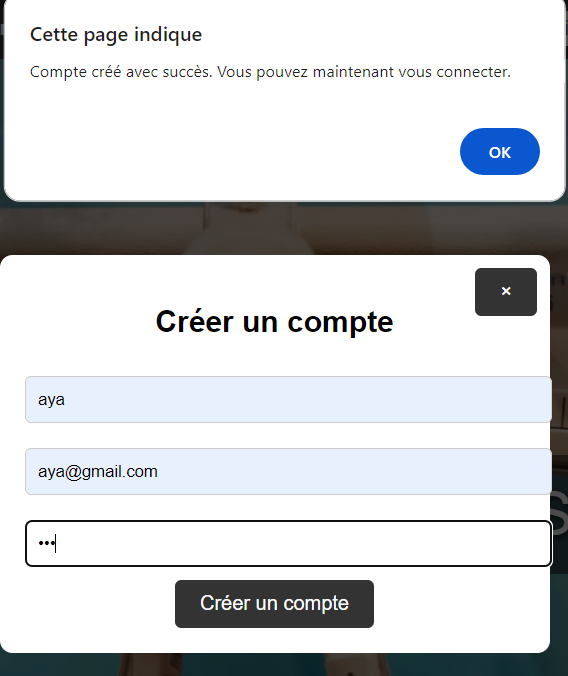 Cette page indique
Compte créé avec succès. Vous pouvez maintenant vous connecter.
OK
×
Créer un compte
aya
aya@gmail.com
•••
Créer un compte